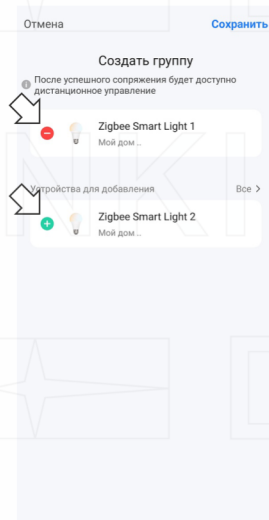 Отмена Сохранить
Создать группу
После успешного сопряжения будет доступно
дистанционное управление
Zigbee Smart Light 1
Мой дом ..
Устройства для добавления Все >
Zigbee Smart Light 2
Мой дом ..